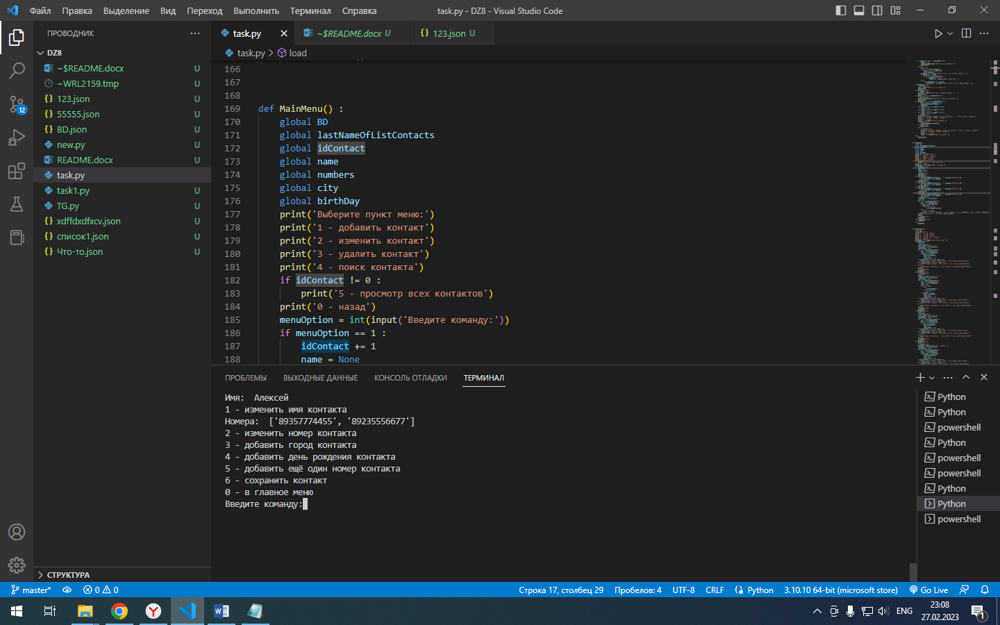 Файл Правка Выделение Вид Переход Выполнить Терминал Справка task.py - DZ8 - Visual Studio Code
ПРОВОДНИК
DZ8
~$README.docx U
~WRL2159.tmp U
123.json U
55555.json U
BD.json U
new.py U
README.docx U
task.py
task1.py U
TG.py U
xdffdxdfxcv.json U
список1.json U
Что-то.json U
СТРУКТУРА
12
task.py
~$README.docx U
123.json U
task.py > load
166
167
168
169 def MainMenu() :
170 global BD
171 global lastNameOfListContacts
172 global idContact
173 global name
174 global numbers
175 global city
176 global birthDay
177 print('Выберите пункт меню:')
178 print('1 - добавить контакт')
179 print('2 - изменить контакт')
180 print('3 - удалить контакт')
181 print('4 - поиск контакта')
182 if idContact != 0 :
183 print('5 - просмотр всех контактов')
184 print('0 - назад')
185 menuOption = int(input('Введите команду:'))
186 if menuOption == 1 :
187 idContact += 1
188 name = None
ПРОБЛЕМЫ ВЫХОДНЫЕ ДАННЫЕ КОНСОЛЬ ОТЛАДКИ ТЕРМИНАЛ
Имя:  Алексей
1 - изменить имя контакта
Номера:  ['89357774455', '89235556677']
2 - изменить номер контакта
3 - добавить город контакта
4 - добавить день рождения контакта
5 - добавить ещё один номер контакта
6 - сохранить контакт
0 - в главное меню
Введите команду:
Python
Python
powershell
Python
powershell
powershell
Python
Python
powershell
master* 0 0 Строка 17, столбец 29 Пробелов: 4 UTF-8 CRLF Python 3.10.10 64-bit (microsoft store) Go Live
ENG
23:08
27.02.2023
1